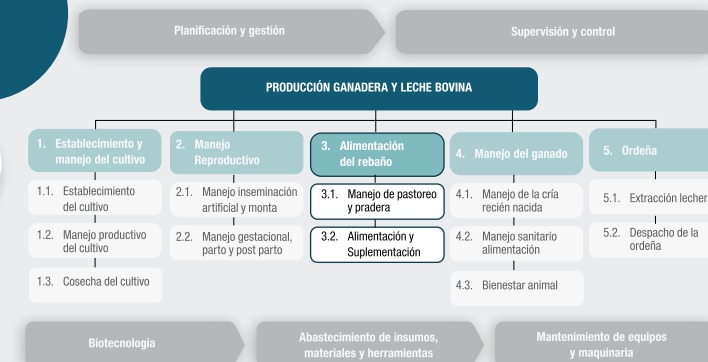 Planificación y gestión
Supervisión y control
PRODUCCIÓN GANADERA Y LECHE BOVINA
1. Establecimiento y
manejo del cultivo
1.1. Establecimiento
del cultivo
1.2. Manejo productivo
del cultivo
1.3. Cosecha del cultivo
2. Manejo
Reproductivo
2.1. Manejo inseminación
artificial y monta
2.2. Manejo gestacional,
parto y post parto
3. Alimentación
del rebaño
3.1. Manejo de pastoreo
y pradera
3.2. Alimentación y
Suplementación
4. Manejo del ganado
4.1. Manejo de la cría
recién nacida
4.2. Manejo sanitario
alimentación
4.3. Bienestar animal
5. Ordeña
5.1. Extracción lecher
5.2. Despacho de la
ordeña
Biotecnología
Abastecimiento de insumos,
materiales y herramientas
Mantenimiento de equipos
y maquinaria